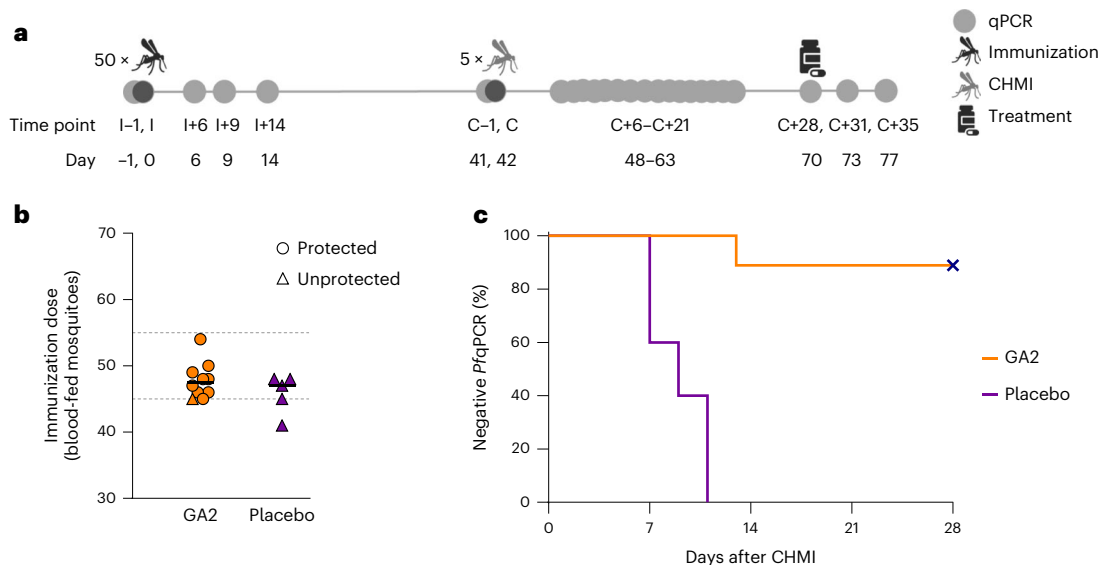 a
50 ×
5 ×
qPCR
Immunization
CHMI
Treatment
Time point I–1, I I+6 I+9 I+14 C–1, C C+6–C+21 C+28, C+31, C+35
Day –1, 0 6 9 14 41, 42 48–63 70 73 77
b
70
60
50
40
30
Immunization dose
(blood-fed mosquitoes)
Protected
Unprotected
GA2 Placebo
c
100
80
60
40
20
0
Negative PfqPCR (%)
0 7 14 21 28
Days after CHMI
GA2
Placebo